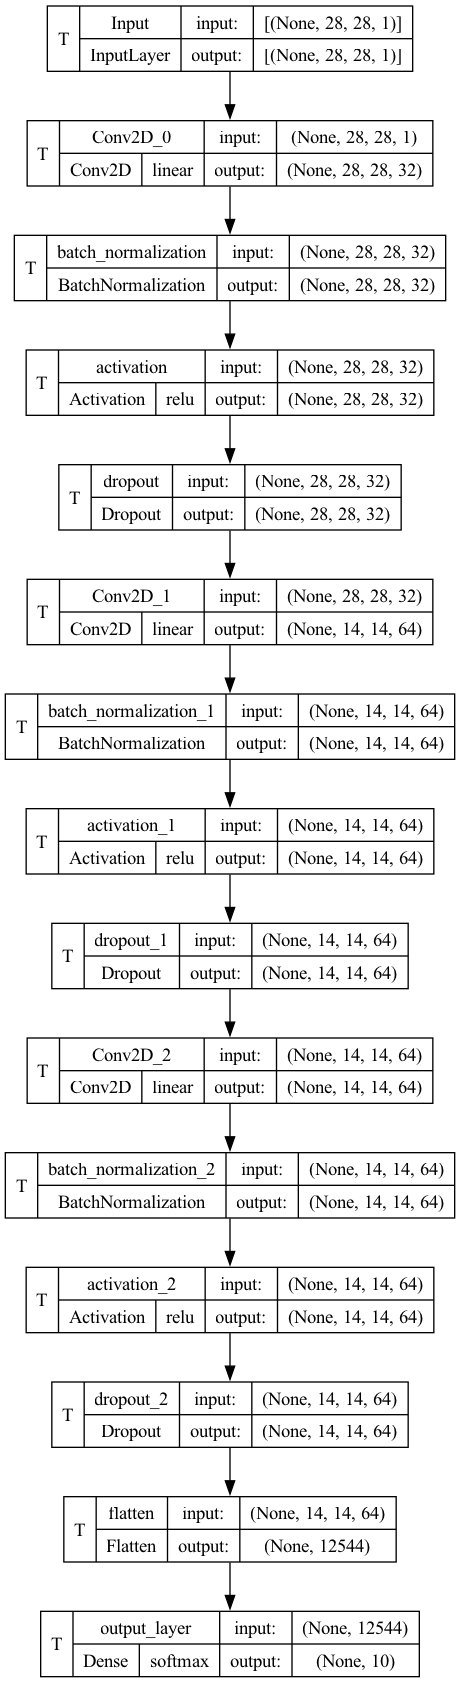 T Input input: [(None, 28, 28, 1)]
InputLayer output: [(None, 28, 28, 1)]
T Conv2D_0 input: (None, 28, 28, 1)
Conv2D linear output: (None, 28, 28, 32)
T batch_normalization input: (None, 28, 28, 32)
BatchNormalization output: (None, 28, 28, 32)
T activation input: (None, 28, 28, 32)
Activation relu output: (None, 28, 28, 32)
T dropout input: (None, 28, 28, 32)
Dropout output: (None, 28, 28, 32)
T Conv2D_1 input: (None, 28, 28, 32)
Conv2D linear output: (None, 14, 14, 64)
T batch_normalization_1 input: (None, 14, 14, 64)
BatchNormalization output: (None, 14, 14, 64)
T activation_1 input: (None, 14, 14, 64)
Activation relu output: (None, 14, 14, 64)
T dropout_1 input: (None, 14, 14, 64)
Dropout output: (None, 14, 14, 64)
T Conv2D_2 input: (None, 14, 14, 64)
Conv2D linear output: (None, 14, 14, 64)
T batch_normalization_2 input: (None, 14, 14, 64)
BatchNormalization output: (None, 14, 14, 64)
T activation_2 input: (None, 14, 14, 64)
Activation relu output: (None, 14, 14, 64)
T dropout_2 input: (None, 14, 14, 64)
Dropout output: (None, 14, 14, 64)
T flatten input: (None, 14, 14, 64)
Flatten output: (None, 12544)
T output_layer input: (None, 12544)
Dense softmax output: (None, 10)